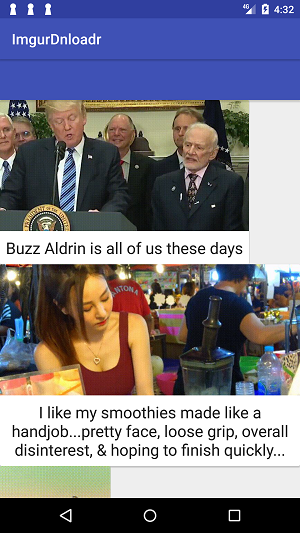 4G 4:32
ImgurDnloadr
Buzz Aldrin is all of us these days
ANTONA
I like my smoothies made like a
handjob...pretty face, loose grip, overall
disinterest, & hoping to finish quickly...